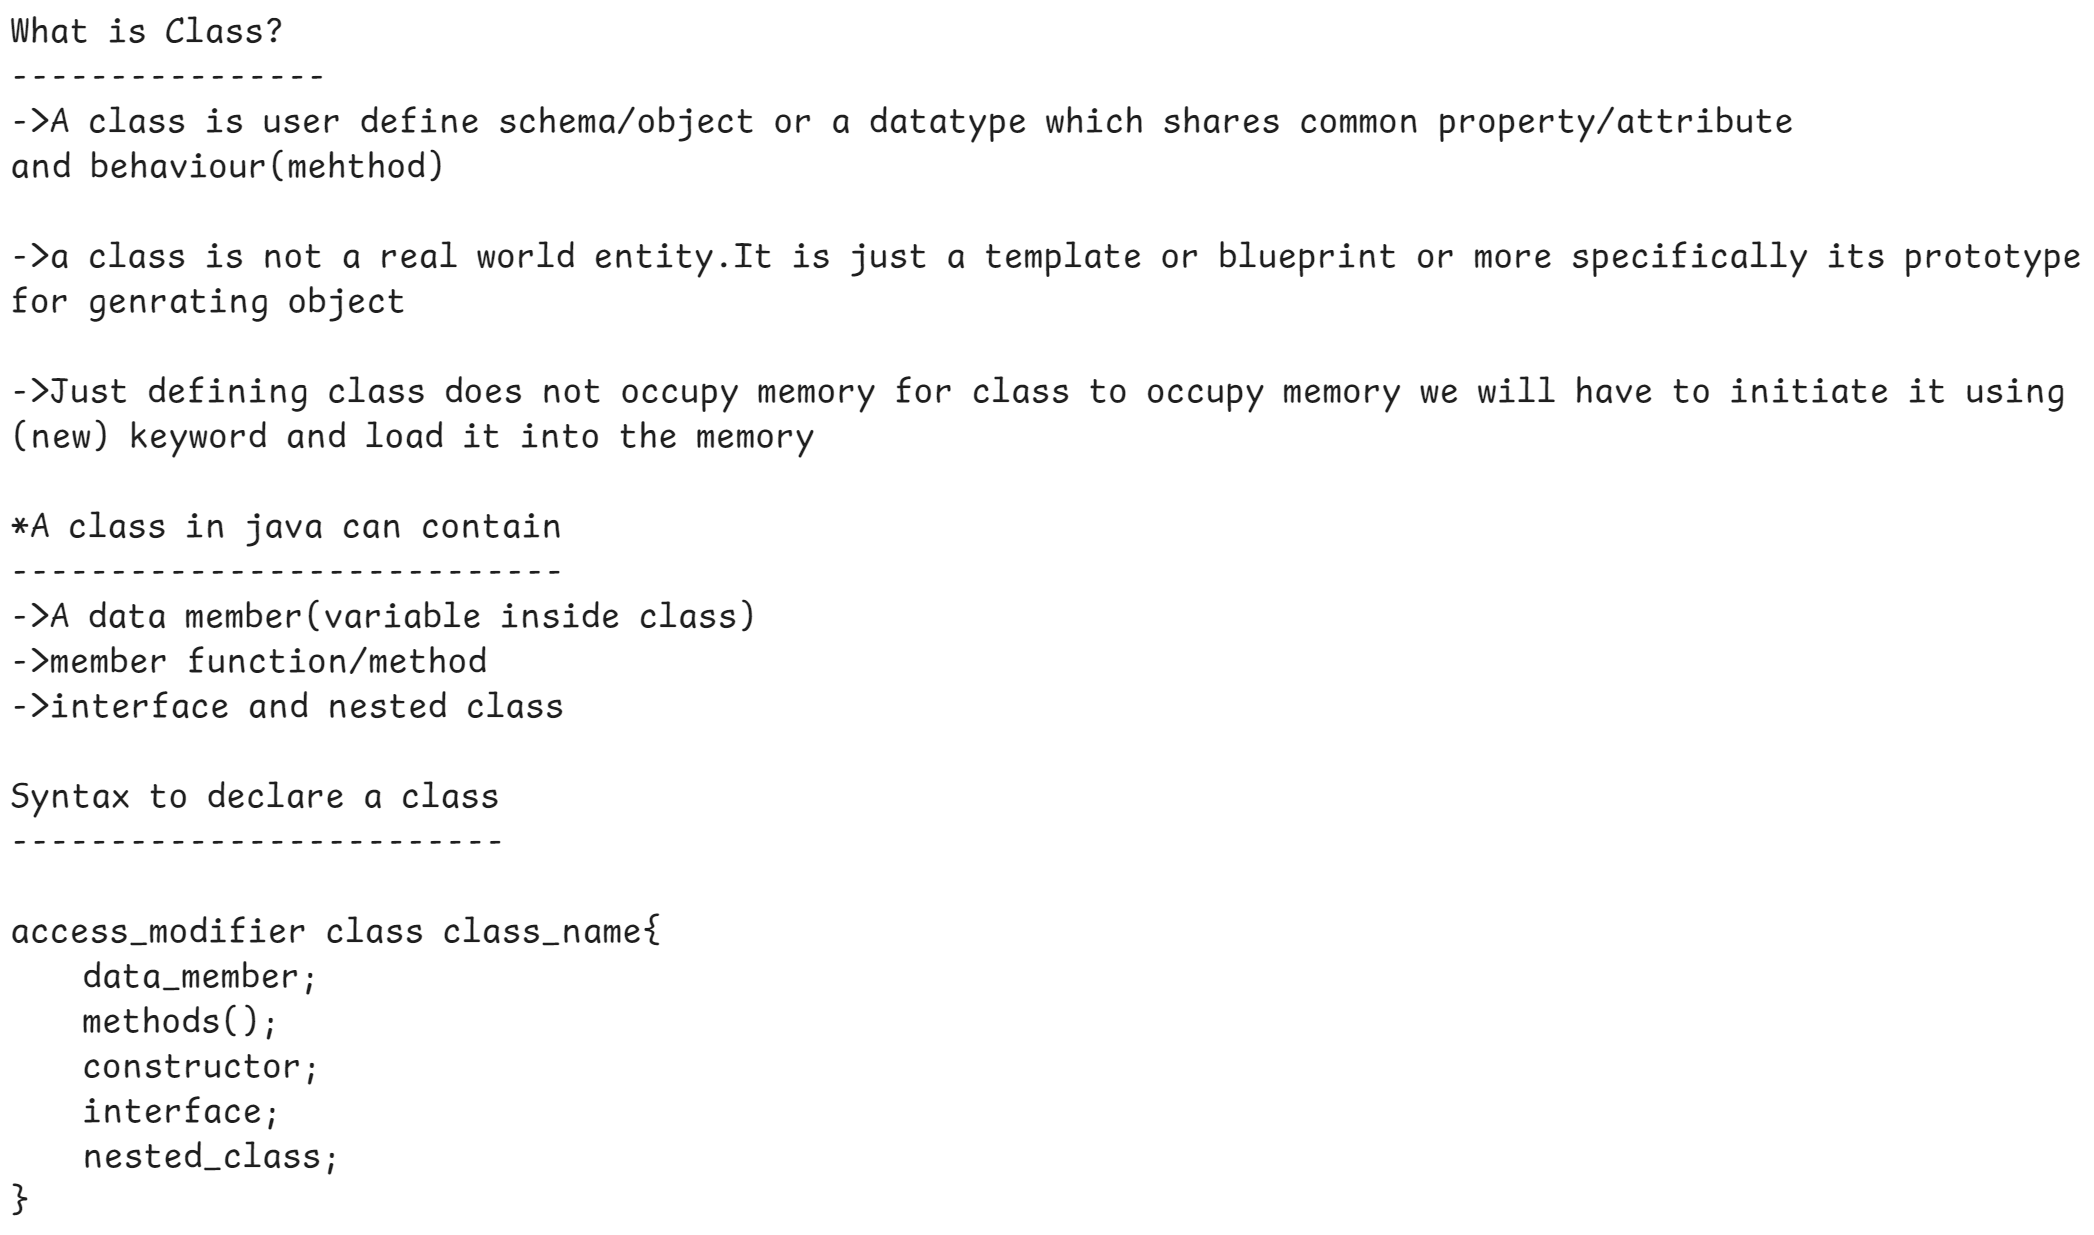 What is Class?
----------------
->A class is user define schema/object or a datatype which shares common property/attribute
and behaviour(mehthod)

->a class is not a real world entity.It is just a template or blueprint or more specifically its prototype
for genrating object

->Just defining class does not occupy memory for class to occupy memory we will have to initiate it using
(new) keyword and load it into the memory

*A class in java can contain
----------------------------
->A data member(variable inside class)
->member function/method
->interface and nested class

Syntax to declare a class
-------------------------

access_modifier class class_name{
    data_member;
    methods();
    constructor;
    interface;
    nested_class;
}